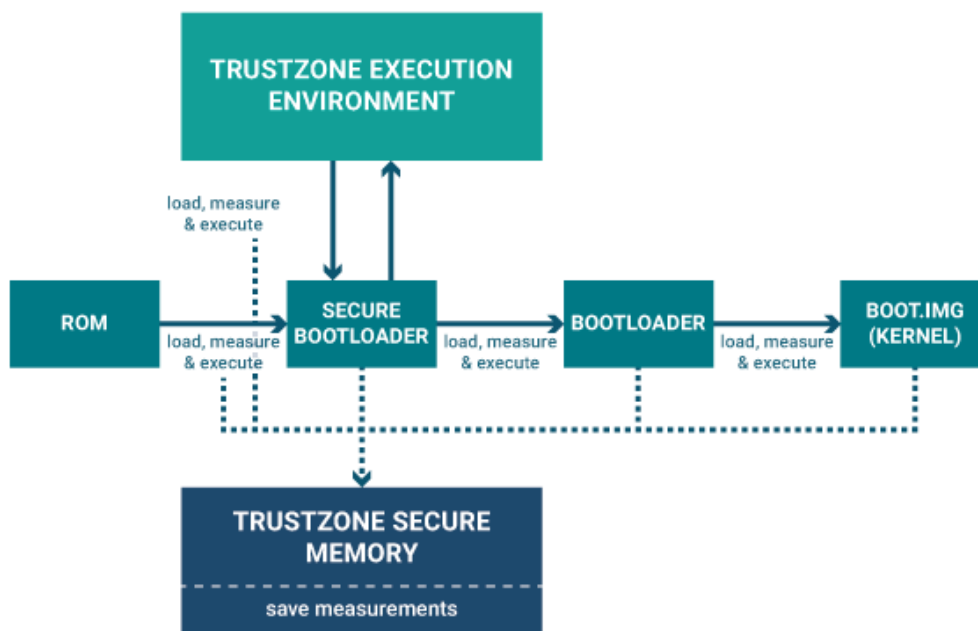 TRUSTZONE EXECUTION
ENVIRONMENT
load, measure
& execute
ROM
load, measure
& execute
SECURE
BOOTLOADER
load, measure
& execute
BOOTLOADER
load, measure
& execute
BOOT.IMG
(KERNEL)
TRUSTZONE SECURE
MEMORY
save measurements